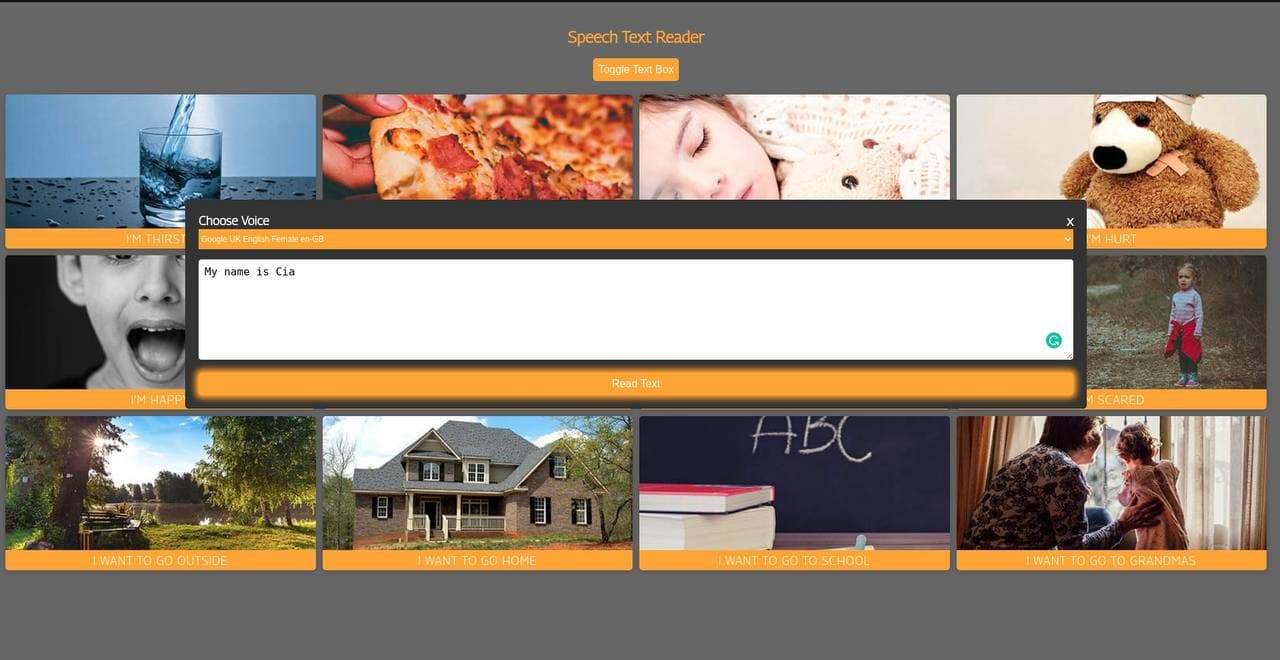 Speech Text Reader
Toggle Text Box
Choose Voice
x
Google UK English Female en-GB
My name is Cia
Read Text
I'M THIRST
I'M HURT
I'M HAPPY
SCARED
ABC
I WANT TO GO OUTSIDE
I WANT TO GO HOME
I WANT TO GO TO SCHOOL
I WANT TO GO TO GRANDMAS